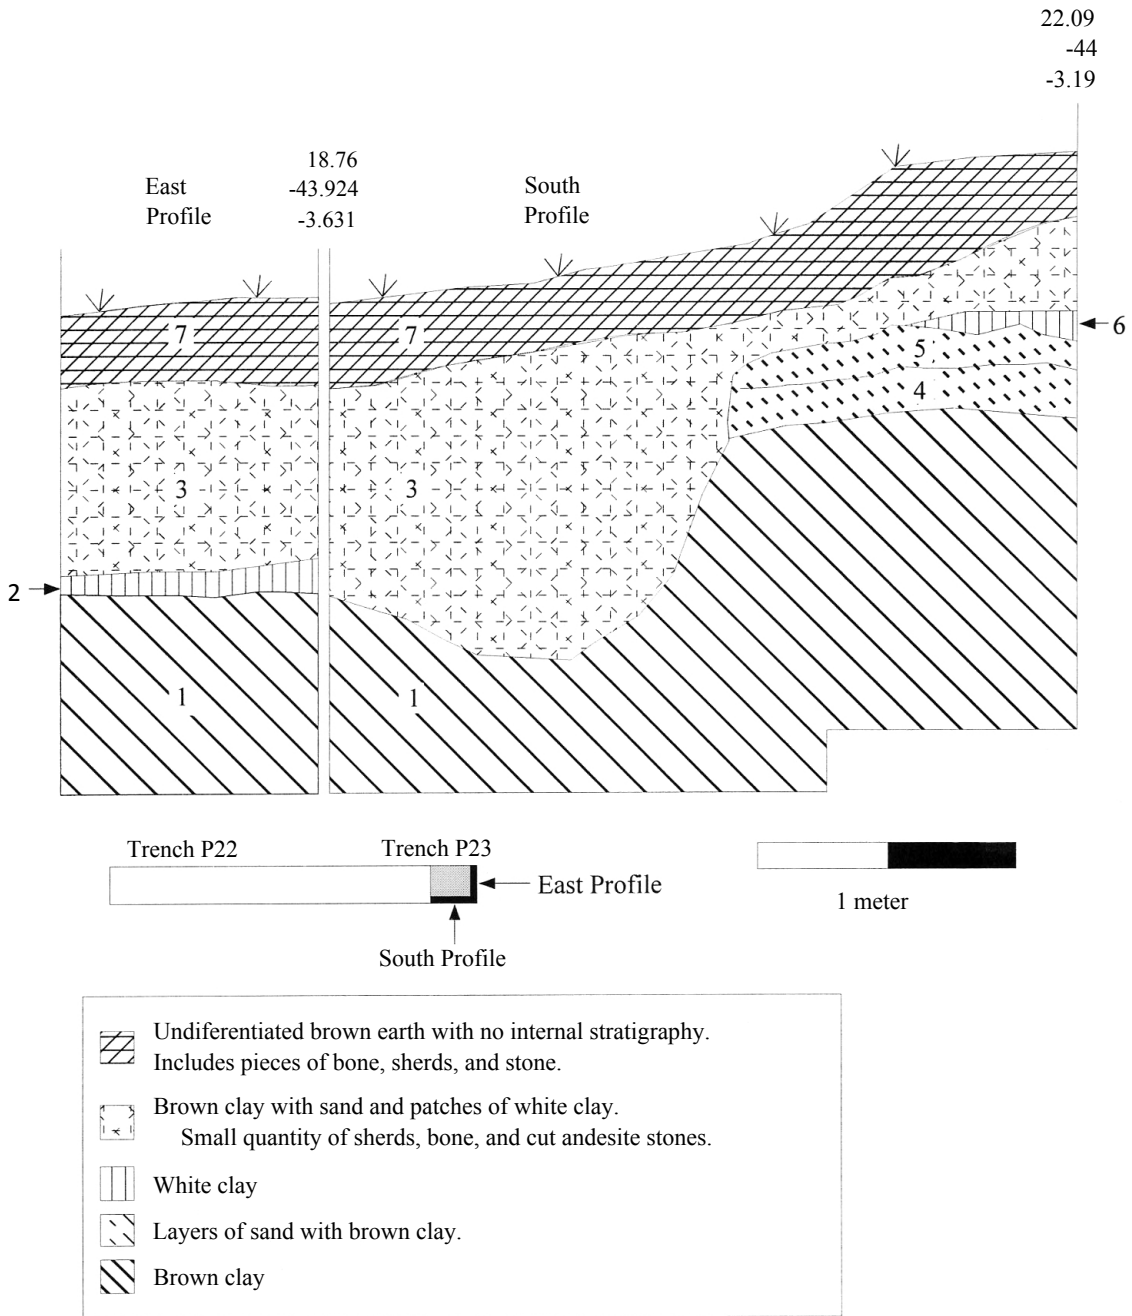 22.09
-44
-3.19
18.76
-43.924
-3.631
East
Profile
South
Profile
7
7
6
5
4
3
3
2
1
1
Trench P22
Trench P23
East Profile
South Profile
1 meter
Undiferentiated brown earth with no internal stratigraphy.
Includes pieces of bone, sherds, and stone.
Brown clay with sand and patches of white clay.
Small quantity of sherds, bone, and cut andesite stones.
White clay
Layers of sand with brown clay.
Brown clay